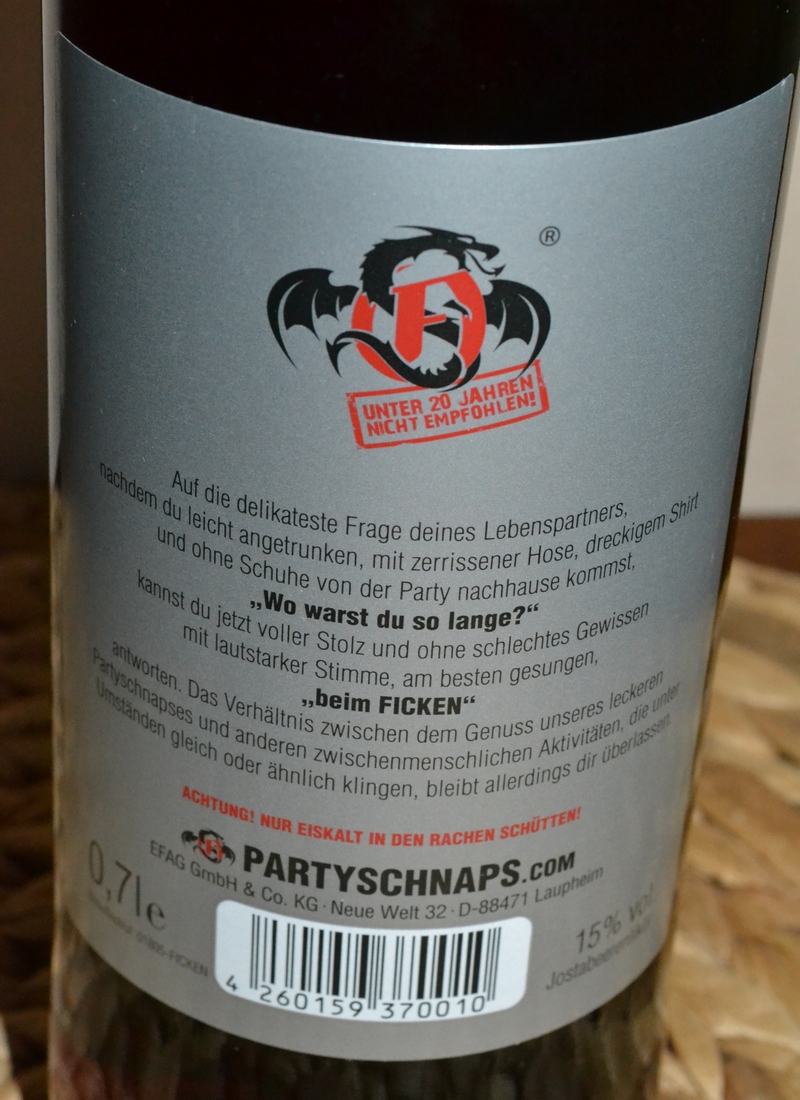 ®
F
UNTER 20 JAHREN
NICHT EMPFOHLEN!
Auf die delikateste Frage deines Lebenspartners,
nachdem du leicht angetrunken, mit zerrissener Hose, dreckigem Shirt
und ohne Schuhe von der Party nachhause kommst,
„Wo warst du so lange?“
kannst du jetzt voller Stolz und ohne schlechtes Gewissen
mit lautstarker Stimme, am besten gesungen,
„beim FICKEN“
antworten. Das Verhältnis zwischen dem Genuss unseres leckeren
Partyschnapses und anderen zwischenmenschlichen Aktivitäten, die unter
Umständen gleich oder ähnlich klingen, bleibt allerdings dir überlassen.
ACHTUNG! NUR EISKALT IN DEN RACHEN SCHÜTTEN!
PARTYSCHNAPS.COM
EFAG GmbH & Co. KG · Neue Welt 32 · D-88471 Laupheim
0,7l e
01805-FICKEN
15% vol
4 260159 370010